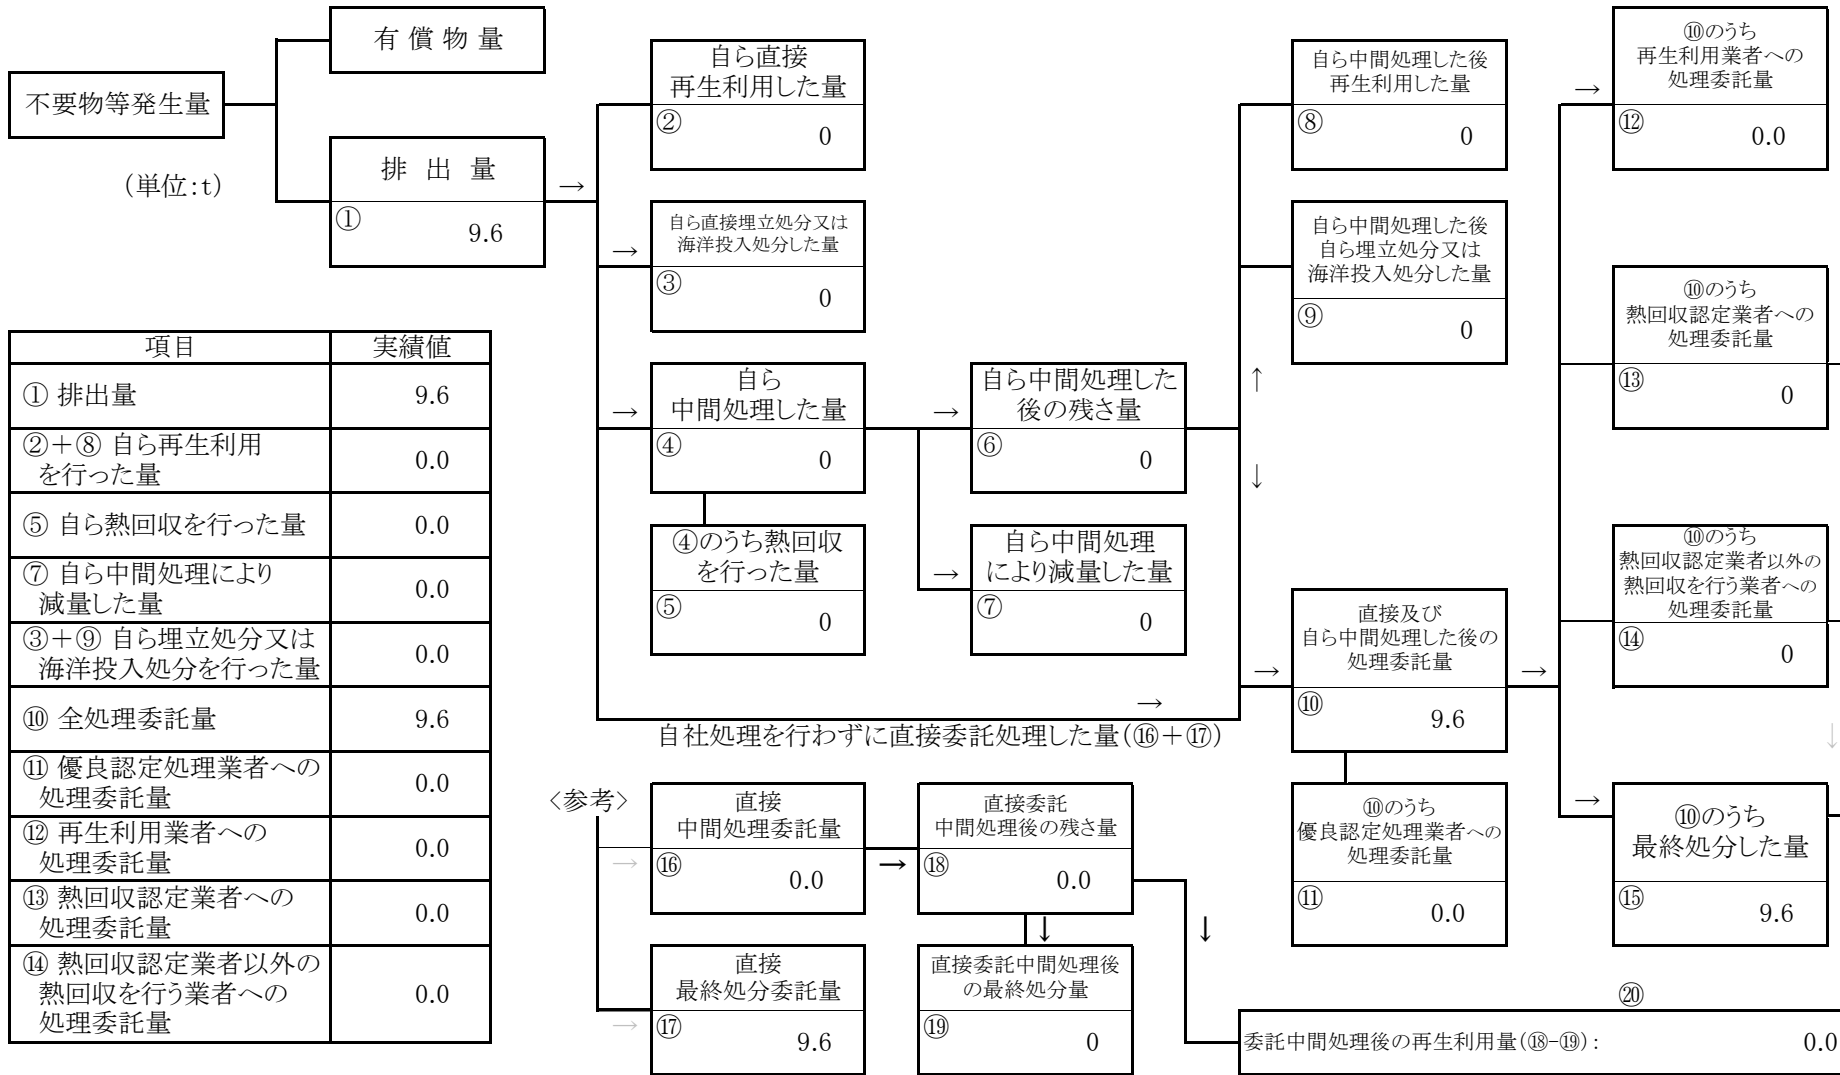 有 償 物 量
不要物等発生量
(単位:t)
排 出 量
①
9.6
→
自ら直接
再生利用した量
②
0
→
自ら直接埋立処分又は
海洋投入処分した量
③
0
→
自ら
中間処理した量
④
0
④のうち熱回収
を行った量
⑤
0
→
自ら中間処理した
後の残さ量
⑥
0
→
自ら中間処理
により減量した量
⑦
0
自ら中間処理した後
再生利用した量
⑧
0
自ら中間処理した後
自ら埋立処分又は
海洋投入処分した量
⑨
0
↑
↓
→
自社処理を行わずに直接委託処理した量(⑯+⑰)
→
直接及び
自ら中間処理した後の
処理委託量
⑩
9.6
⑩のうち
優良認定処理業者への
処理委託量
⑪
0.0
→
→
⑩のうち
再生利用業者への
処理委託量
⑫
0.0
⑩のうち
熱回収認定業者への
処理委託量
⑬
0
⑩のうち
熱回収認定業者以外の
熱回収を行う業者への
処理委託量
⑭
0
↓
→
⑩のうち
最終処分した量
⑮
9.6
項目 実績値
① 排出量 9.6
②+⑧ 自ら再生利用
を行った量 0.0
⑤ 自ら熱回収を行った量 0.0
⑦ 自ら中間処理により
減量した量 0.0
③+⑨ 自ら埋立処分又は
海洋投入処分を行った量 0.0
⑩ 全処理委託量 9.6
⑪ 優良認定処理業者への
処理委託量 0.0
⑫ 再生利用業者への
処理委託量 0.0
⑬ 熱回収認定業者への
処理委託量 0.0
⑭ 熱回収認定業者以外の
熱回収を行う業者への
処理委託量 0.0
〈参考〉
→
直接
中間処理委託量
⑯
0.0
→
直接委託
中間処理後の残さ量
⑱
0.0
↓
↓
→
直接
最終処分委託量
⑰
9.6
直接委託中間処理後
の最終処分量
⑲
0
⑳
委託中間処理後の再生利用量(⑱-⑲): 0.0